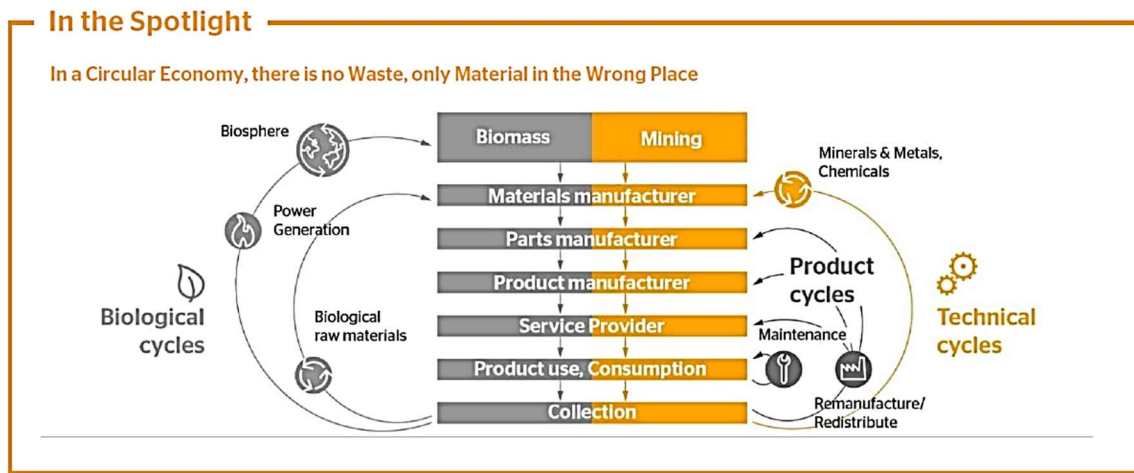 In the Spotlight
In a Circular Economy, there is no Waste, only Material in the Wrong Place
Biosphere
Biomass
Mining
Minerals & Metals,
Chemicals
Materials manufacturer
Power
Generation
Parts manufacturer
Product
cycles
Product manufacturer
Biological
cycles
Biological
raw materials
Service Provider
Technical
cycles
Maintenance
Product use, Consumption
Remanufacture/
Redistribute
Collection